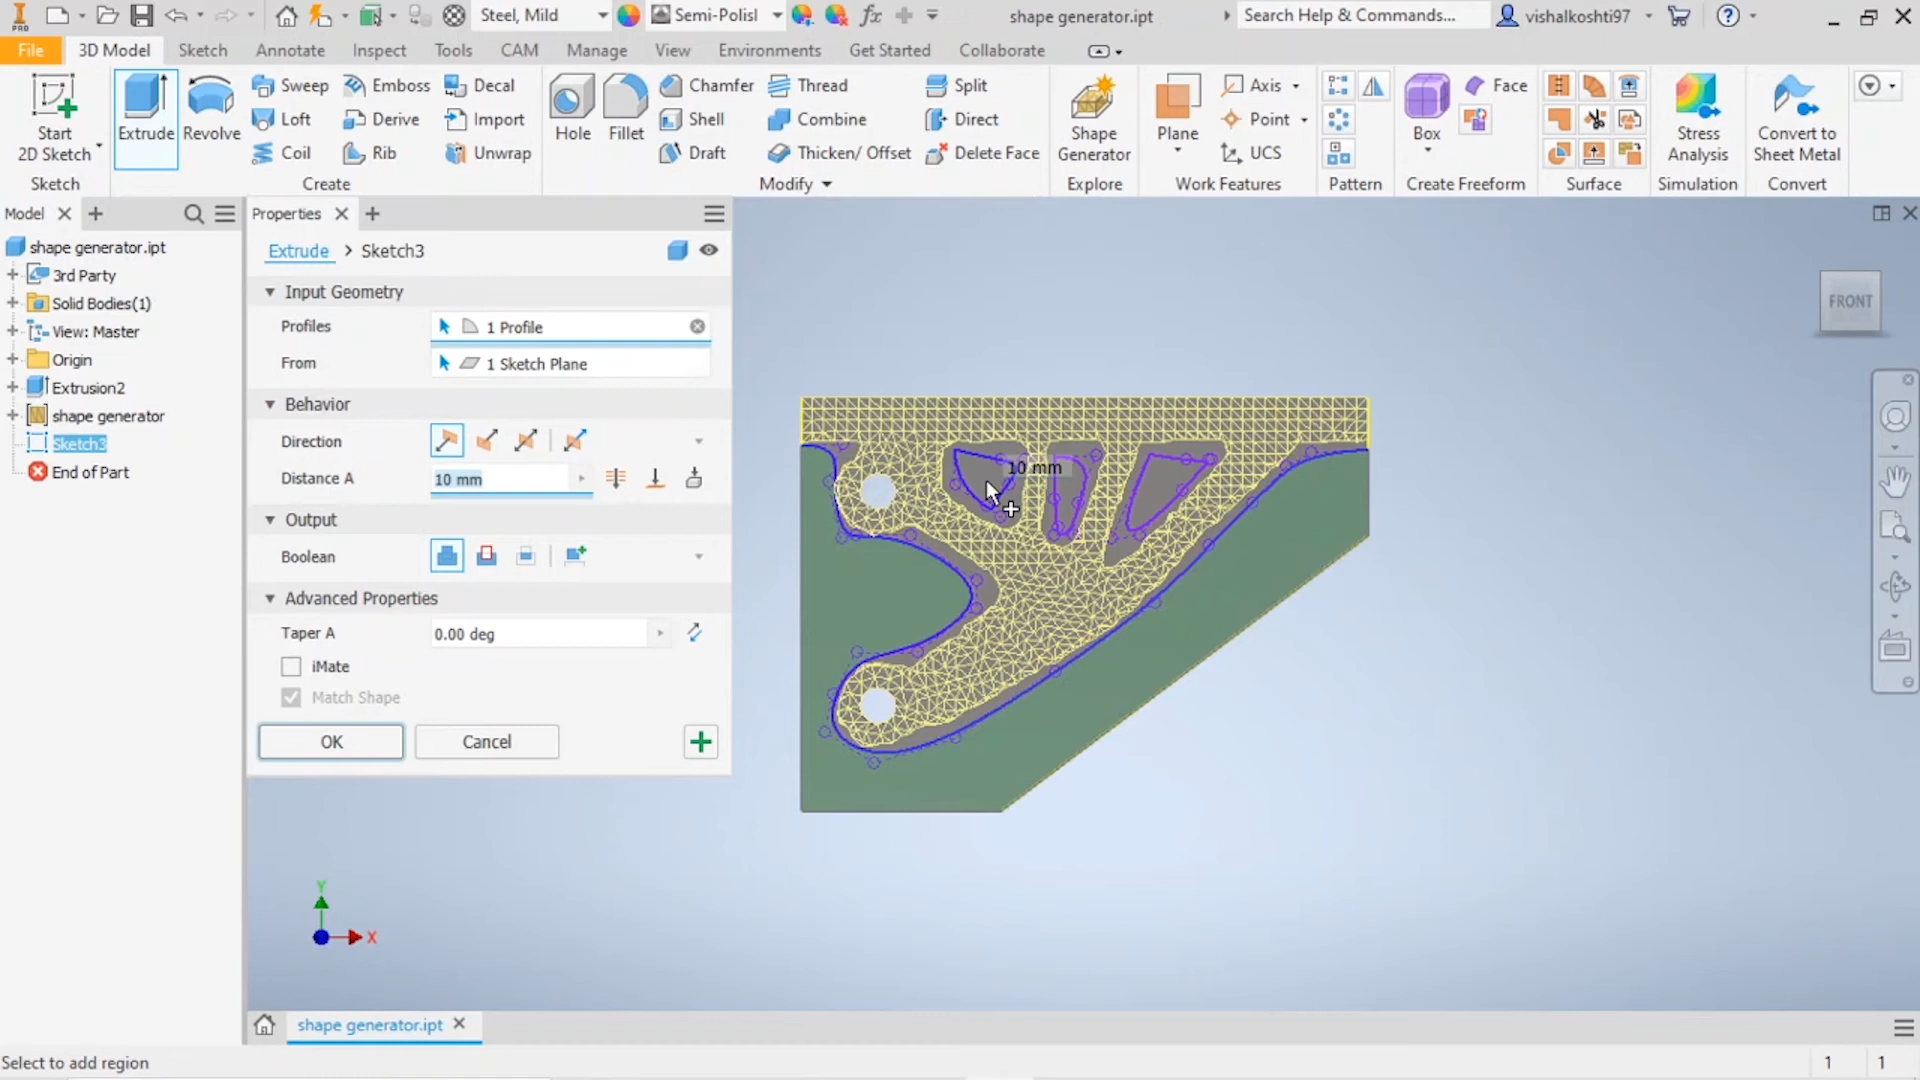 PRO
Steel, Mild
Semi-Polisl
fx
shape generator.ipt
Search Help & Commands...
vishalkoshti97
File
3D Model
Sketch
Annotate
Inspect
Tools
CAM
Manage
View
Environments
Get Started
Collaborate
Start
2D Sketch
Extrude
Revolve
Sweep
Emboss
Decal
Loft
Derive
Import
Coil
Rib
Unwrap
Hole
Fillet
Chamfer
Thread
Split
Shell
Combine
Direct
Draft
Thicken/ Offset
Delete Face
Shape
Generator
Plane
Axis
Point
UCS
Box
Face
Stress
Analysis
Convert to
Sheet Metal
Sketch
Create
Modify
Explore
Work Features
Pattern
Create Freeform
Surface
Simulation
Convert
Model
shape generator.ipt
3rd Party
Solid Bodies(1)
View: Master
Origin
Extrusion2
shape generator
Sketch3
End of Part
Properties
Extrude > Sketch3
Input Geometry
Profiles
1 Profile
From
1 Sketch Plane
Behavior
Direction
Distance A
10 mm
Output
Boolean
Advanced Properties
Taper A
0.00 deg
iMate
Match Shape
OK
Cancel
10 mm
FRONT
Y
X
shape generator.ipt
Select to add region
1
1